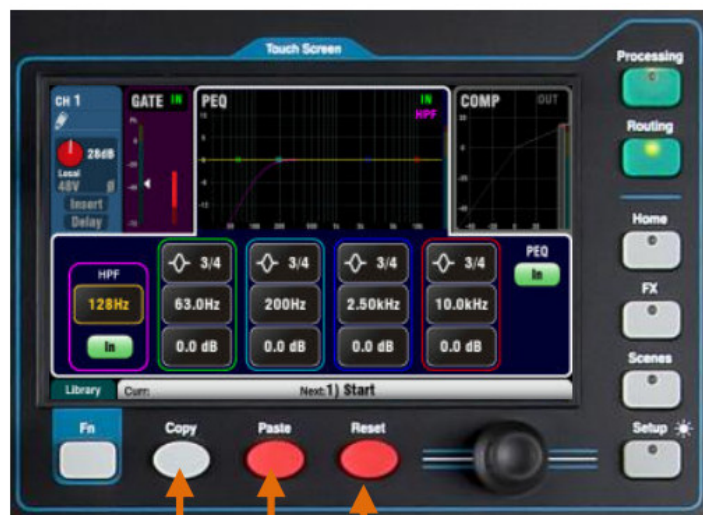 Touch Screen
Processing
Routing
Home
FX
Scenes
Setup
CH 1
28dB
Local
48V Ø
Insert
Delay
GATE IN
PEQ
IN
HPF
COMP
OUT
HPF
128Hz
In
3/4
63.0Hz
0.0 dB
3/4
200Hz
0.0 dB
3/4
2.50kHz
0.0 dB
3/4
10.0kHz
0.0 dB
PEQ
In
Library
Curr:
Next:1) Start
Fn
Copy
Paste
Reset